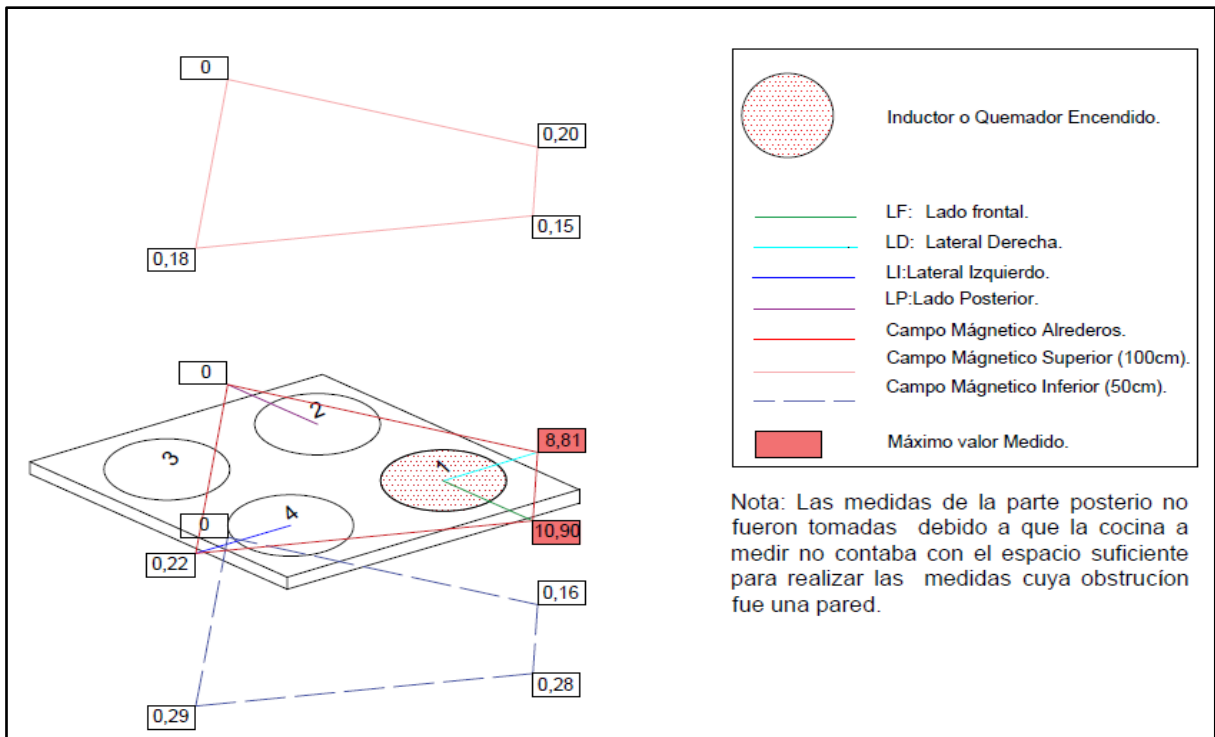 0
0,20
0,15
0,18
0
8,81
2
3
1
4
0
10,90
0,22
0,16
0,28
0,29
Inductor o Quemador Encendido.
LF: Lado frontal.
LD: Lateral Derecha.
LI:Lateral Izquierdo.
LP:Lado Posterior.
Campo Mágnetico Alrederos.
Campo Mágnetico Superior (100cm).
Campo Mágnetico Inferior (50cm).
Máximo valor Medido.
Nota: Las medidas de la parte posterio no
fueron tomadas debido a que la cocina a
medir no contaba con el espacio suficiente
para realizar las medidas cuya obstrucíon
fue una pared.